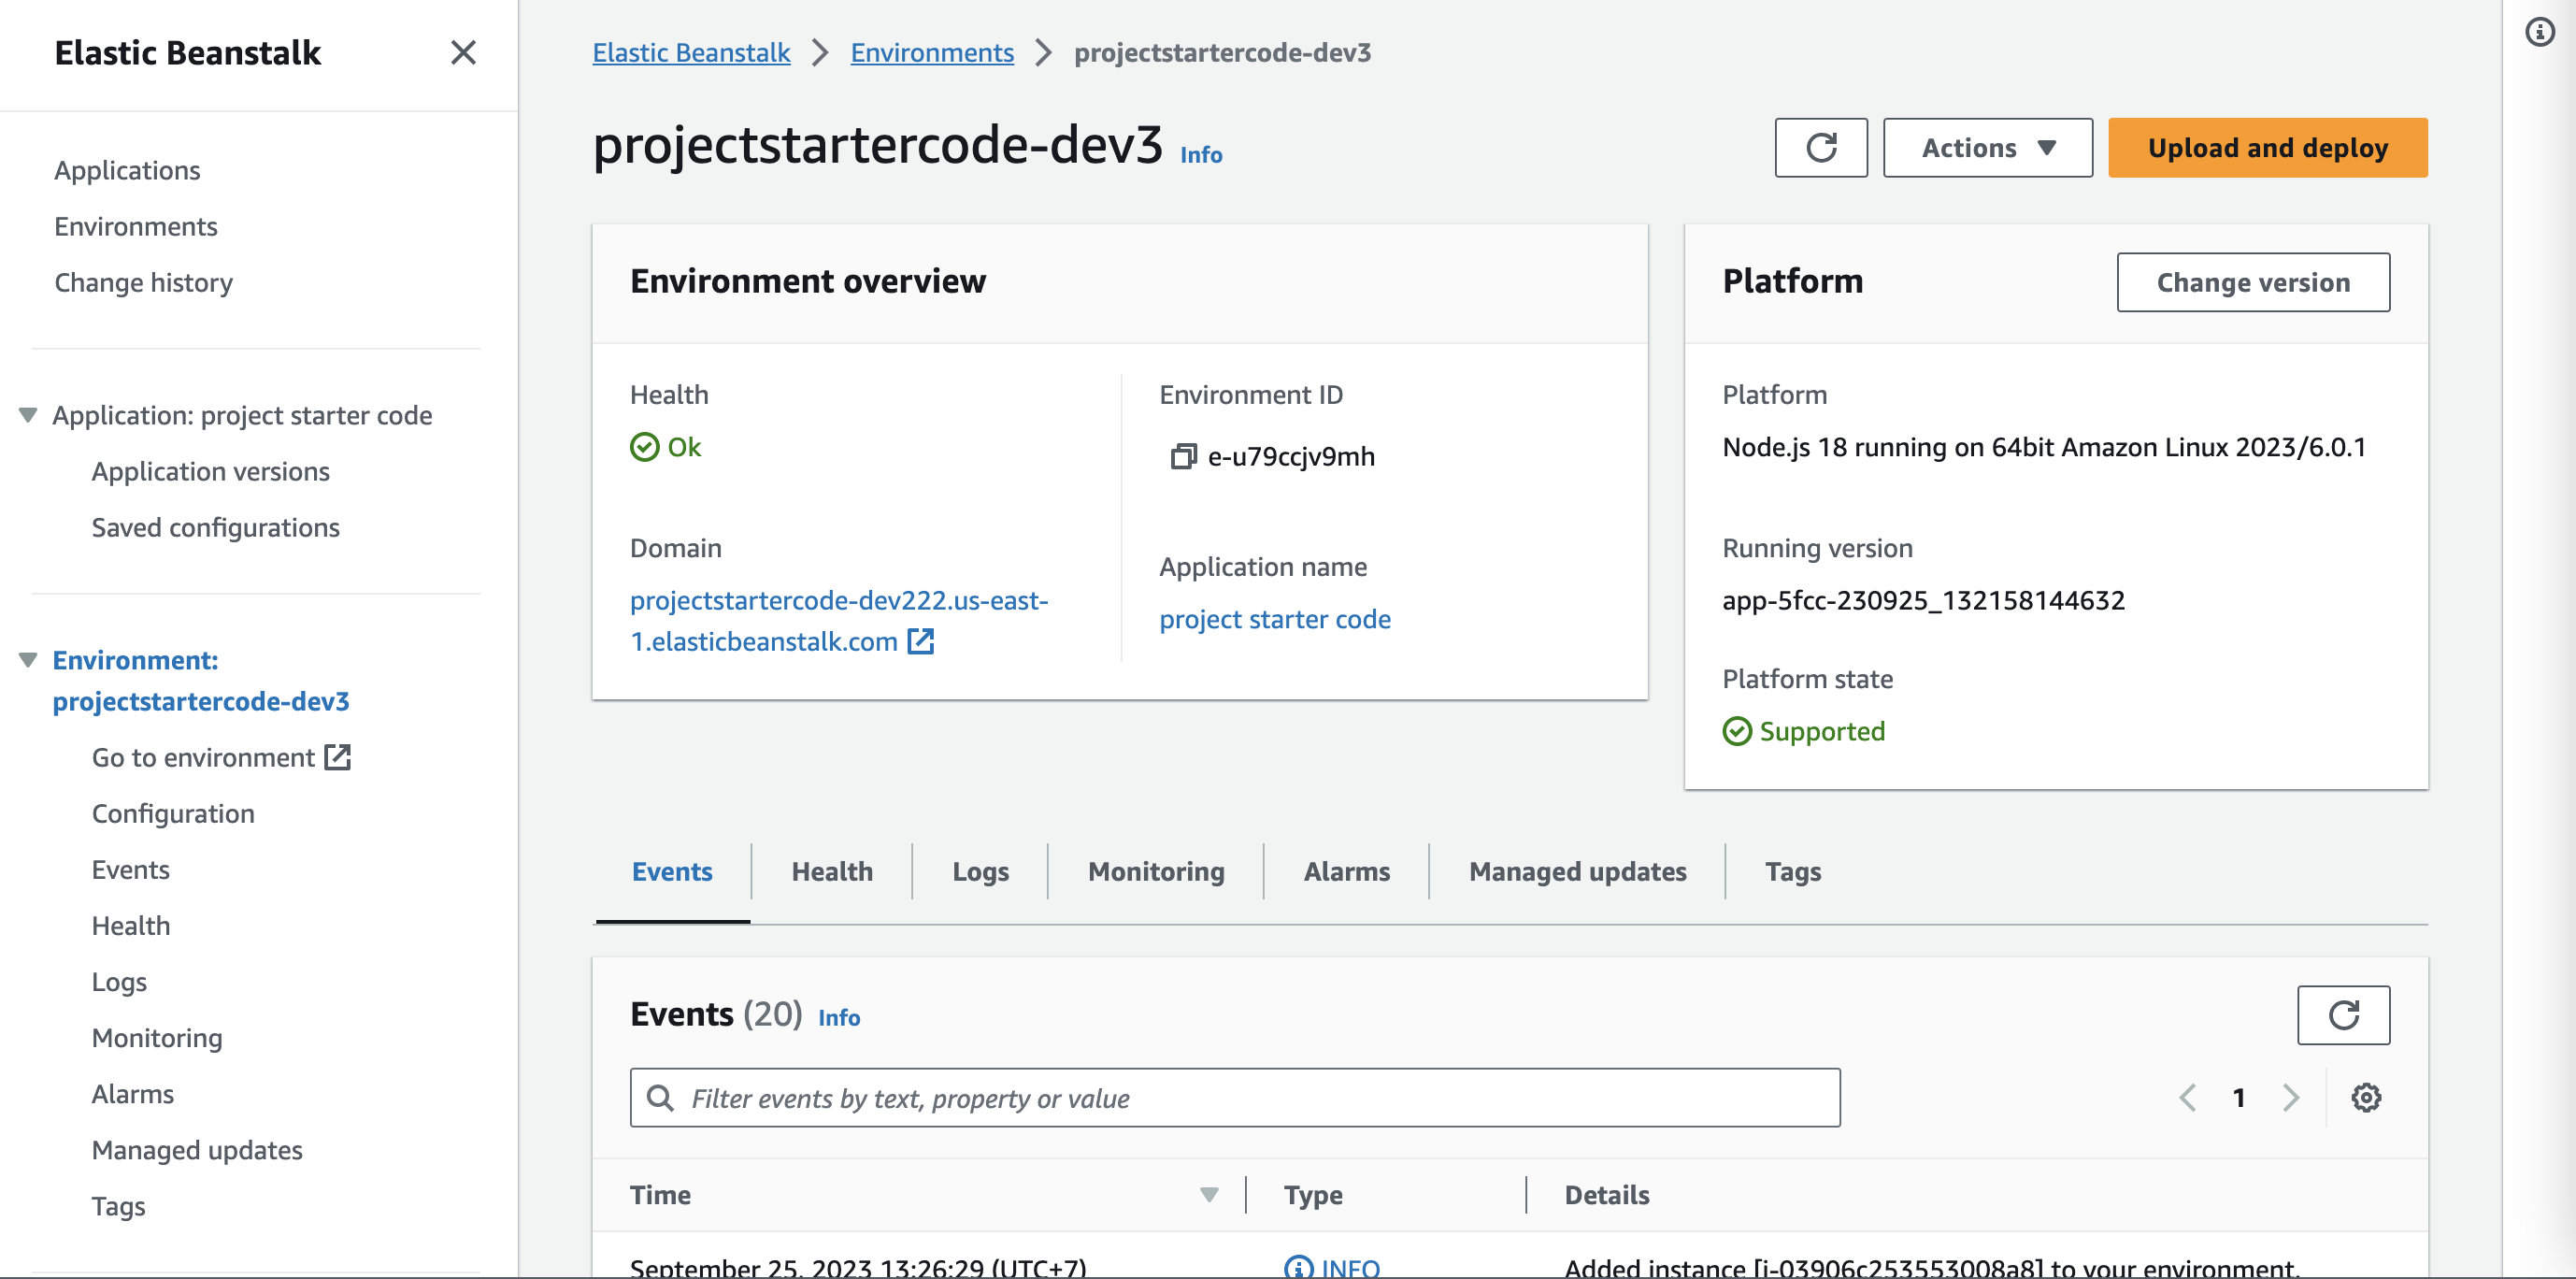 Elastic Beanstalk
Applications
Environments
Change history
Application: project starter code
Application versions
Saved configurations
Environment:
projectstartercode-dev3
Go to environment
Configuration
Events
Health
Logs
Monitoring
Alarms
Managed updates
Tags
Elastic Beanstalk > Environments > projectstartercode-dev3
projectstartercode-dev3 Info
Actions
Upload and deploy
Environment overview
Health
Ok
Domain
projectstartercode-dev222.us-east-
1.elasticbeanstalk.com
Environment ID
e-u79ccjv9mh
Application name
project starter code
Platform
Change version
Platform
Node.js 18 running on 64bit Amazon Linux 2023/6.0.1
Running version
app-5fcc-230925_132158144632
Platform state
Supported
Events Health Logs Monitoring Alarms Managed updates Tags
Events (20) Info
Filter events by text, property or value
1
Time Type Details
September 25, 2023 13:26:29 (UTC+7) INFO Added instance [i-03906c253553008a8] to your environment.